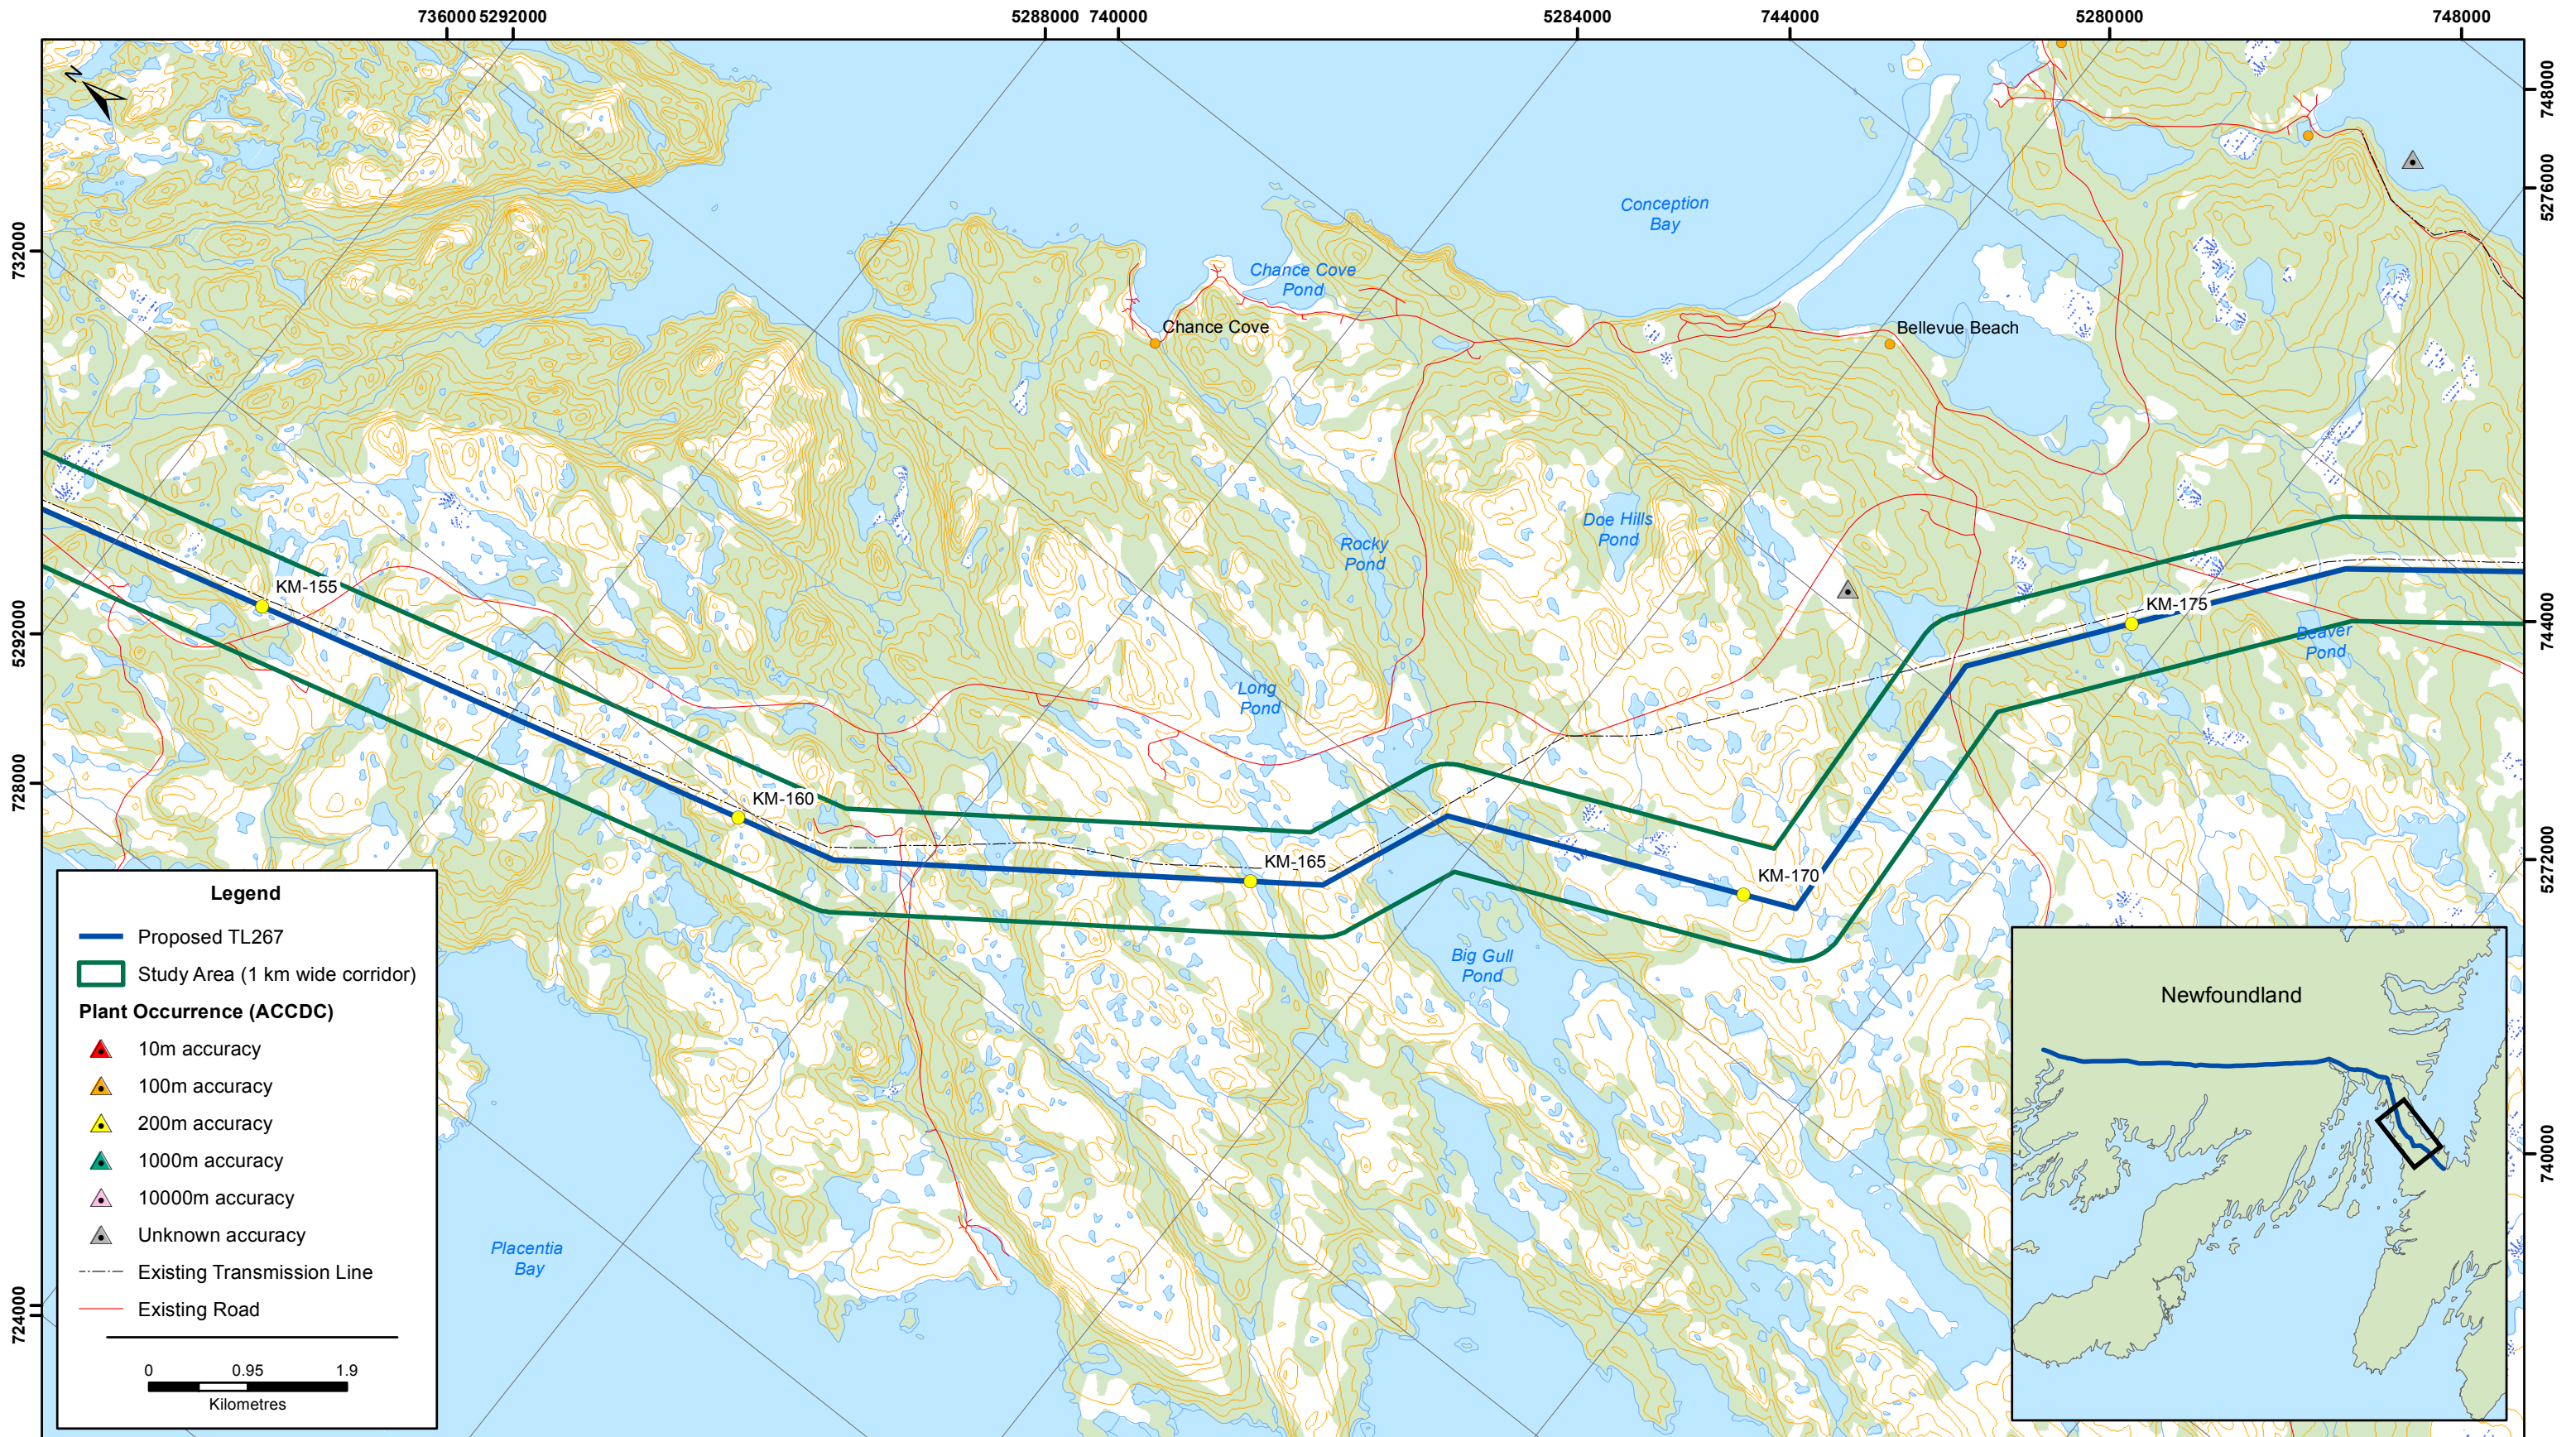 736000 5292000 5288000 740000 5284000 744000 5280000 748000
N
748000
5276000
744000
5272000
740000
732000
5292000
728000
724000
Conception
Bay
Chance Cove
Pond
Chance Cove
Bellevue Beach
Doe Hills
Pond
Rocky
Pond
KM-155
KM-175
Beaver
Pond
Long
Pond
KM-160
KM-165
KM-170
Big Gull
Pond
Placentia
Bay
Legend
Proposed TL267
Study Area (1 km wide corridor)
Plant Occurrence (ACCDC)
10m accuracy
100m accuracy
200m accuracy
1000m accuracy
10000m accuracy
Unknown accuracy
Existing Transmission Line
Existing Road
0 0.95 1.9
Kilometres
Newfoundland